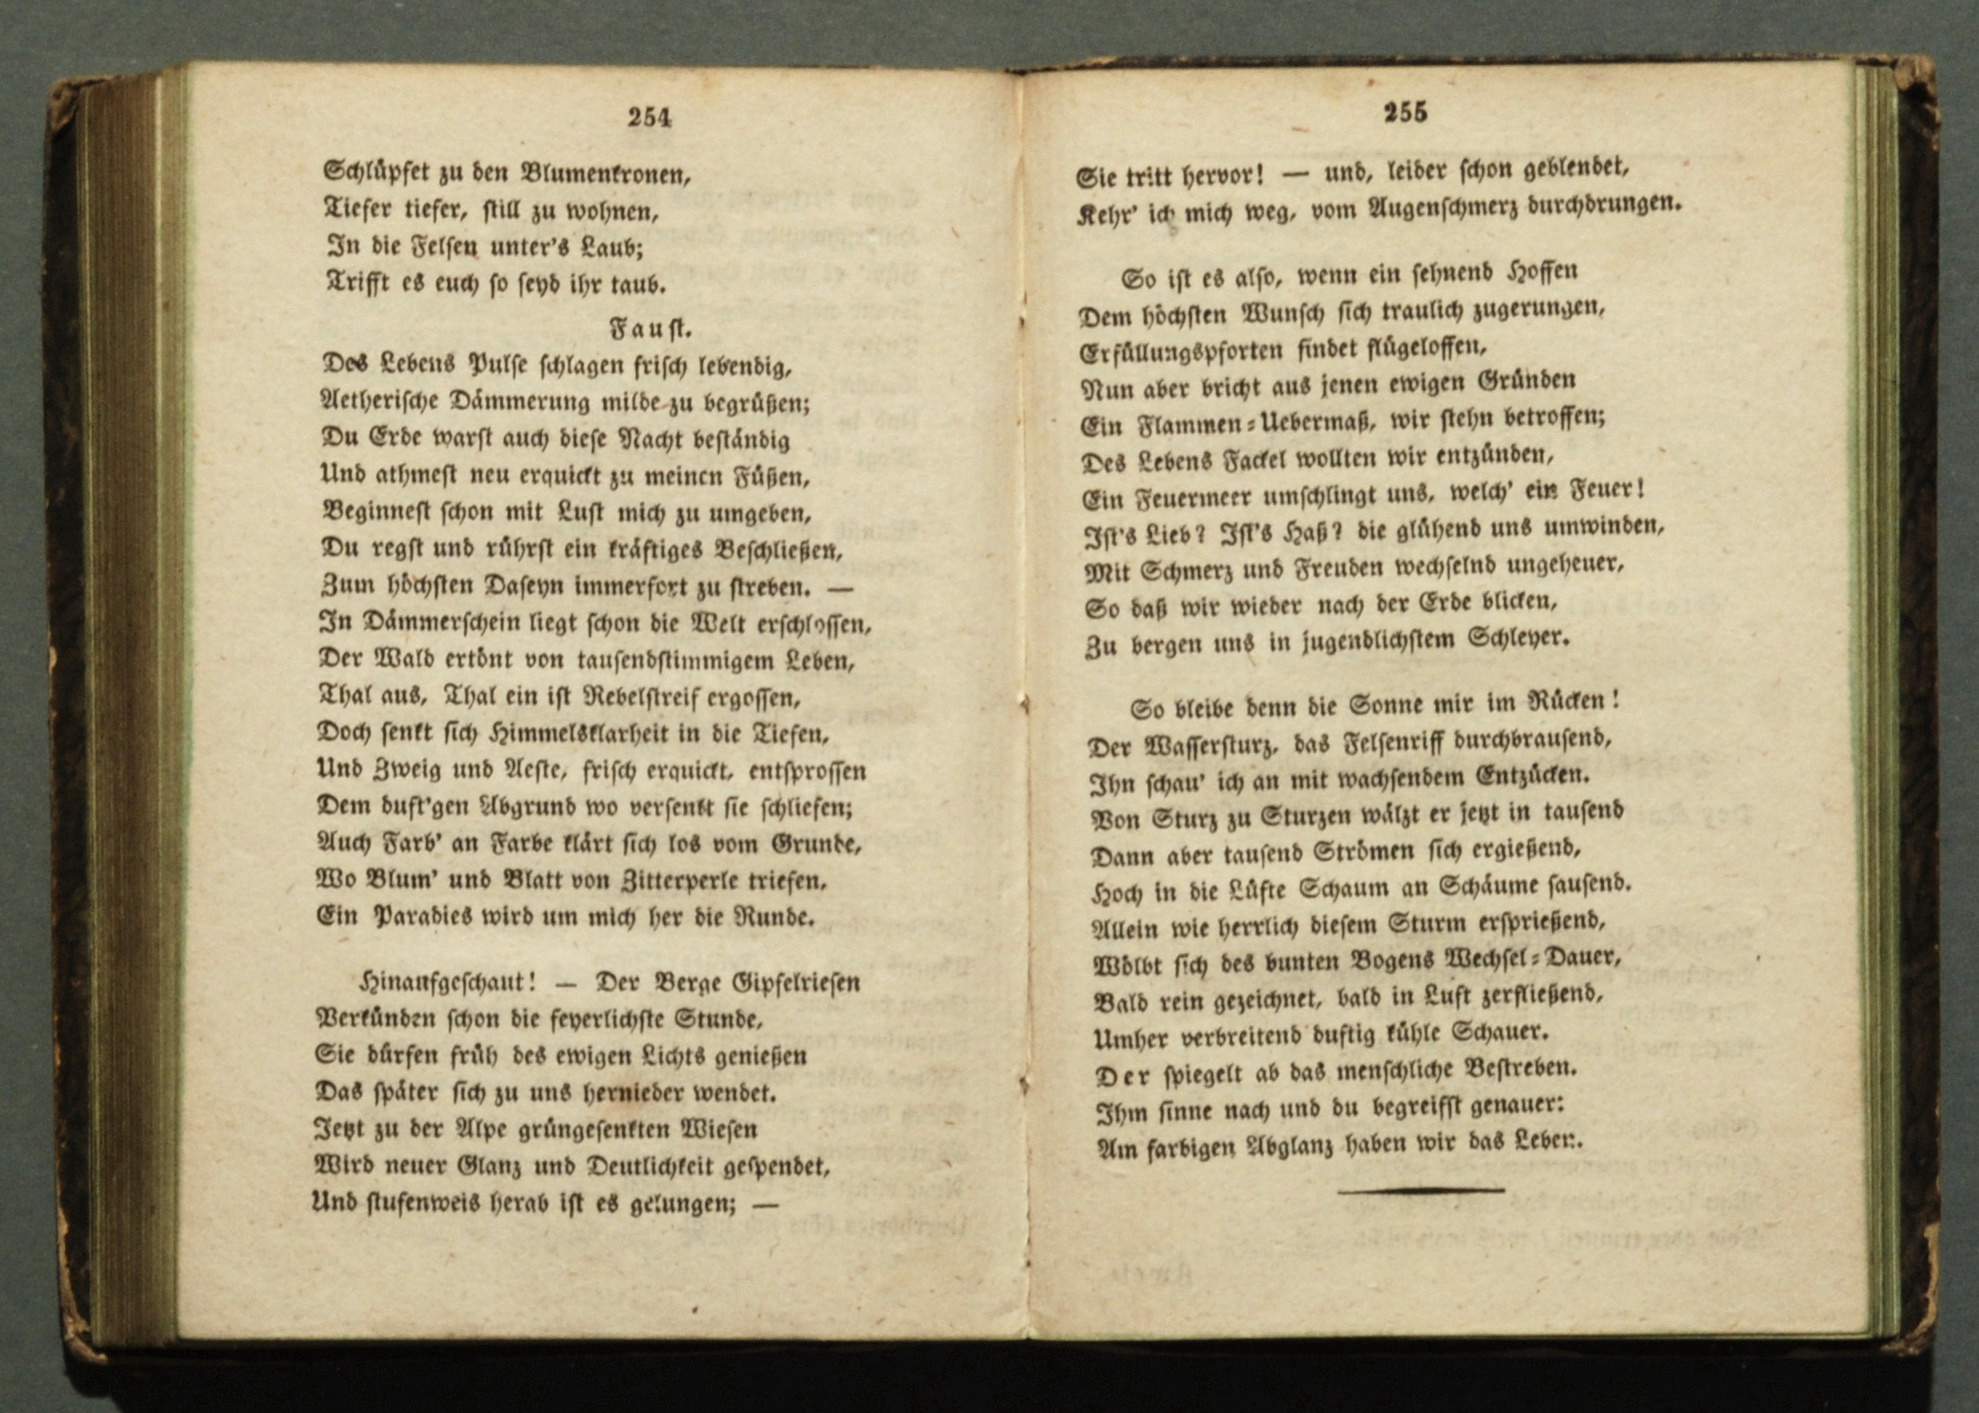 254
Schlüpfet zu den Blumenkronen,
Tiefer tiefer, still zu wohnen,
In die Felsen unter's Laub;
Trifft es euch so seyd ihr taub.
Faust.
Des Lebens Pulse schlagen frisch lebendig,
Aetherische Dämmerung milde zu begrüßen;
Du Erde warst auch diese Nacht beständig
Und athmest neu erquickt zu meinen Füßen,
Beginnest schon mit Lust mich zu umgeben,
Du regst und rührst ein kräftiges Beschließen,
Zum höchsten Daseyn immerfort zu streben. —
In Dämmerschein liegt schon die Welt erschlossen,
Der Wald ertönt von tausendstimmigem Leben,
Thal aus, Thal ein ist Nebelstreif ergossen,
Doch senkt sich Himmelsklarheit in die Tiefen,
Und Zweig und Aeste, frisch erquickt, entsprossen
Dem duft'gen Abgrund wo versenkt sie schliefen;
Auch Farb' an Farbe klärt sich los vom Grunde,
Wo Blum' und Blatt von Zitterperle triefen,
Ein Paradies wird um mich her die Runde.
Hinaufgeschaut! — Der Berge Gipfelriesen
Verkünden schon die feyerlichste Stunde,
Sie dürfen früh des ewigen Lichts genießen
Das später sich zu uns hernieder wendet.
Jetzt zu der Alpe grüngesenkten Wiesen
Wird neuer Glanz und Deutlichkeit gespendet,
Und stufenweis herab ist es gelungen; —
255
Sie tritt hervor! — und, leider schon geblendet,
Kehr' ich mich weg, vom Augenschmerz durchdrungen.
So ist es also, wenn ein sehnend Hoffen
Dem höchsten Wunsch sich traulich zugerungen,
Erfüllungspforten findet flügeloffen,
Nun aber bricht aus jenen ewigen Gründen
Ein Flammen-Uebermaß, wir stehn betroffen;
Des Lebens Fackel wollten wir entzünden,
Ein Feuermeer umschlingt uns, welch' ein Feuer!
Ist's Lieb? Ist's Haß? die glühend uns umwinden,
Mit Schmerz und Freuden wechselnd ungeheuer,
So daß wir wieder nach der Erde blicken,
Zu bergen uns in jugendlichstem Schleyer.
So bleibe denn die Sonne mir im Rücken!
Der Wassersturz, das Felsenriff durchbrausend,
Ihn schau' ich an mit wachsendem Entzücken.
Von Sturz zu Sturzen wälzt er jetzt in tausend
Dann aber tausend Strömen sich ergießend,
Hoch in die Lüfte Schaum an Schäume sausend.
Allein wie herrlich diesem Sturm ersprießend,
Wölbt sich des bunten Bogens Wechsel-Dauer,
Bald rein gezeichnet, bald in Luft zerfließend,
Umher verbreitend duftig kühle Schauer.
Der spiegelt ab das menschliche Bestreben.
Ihm sinne nach und du begreifst genauer:
Am farbigen Abglanz haben wir das Leben.